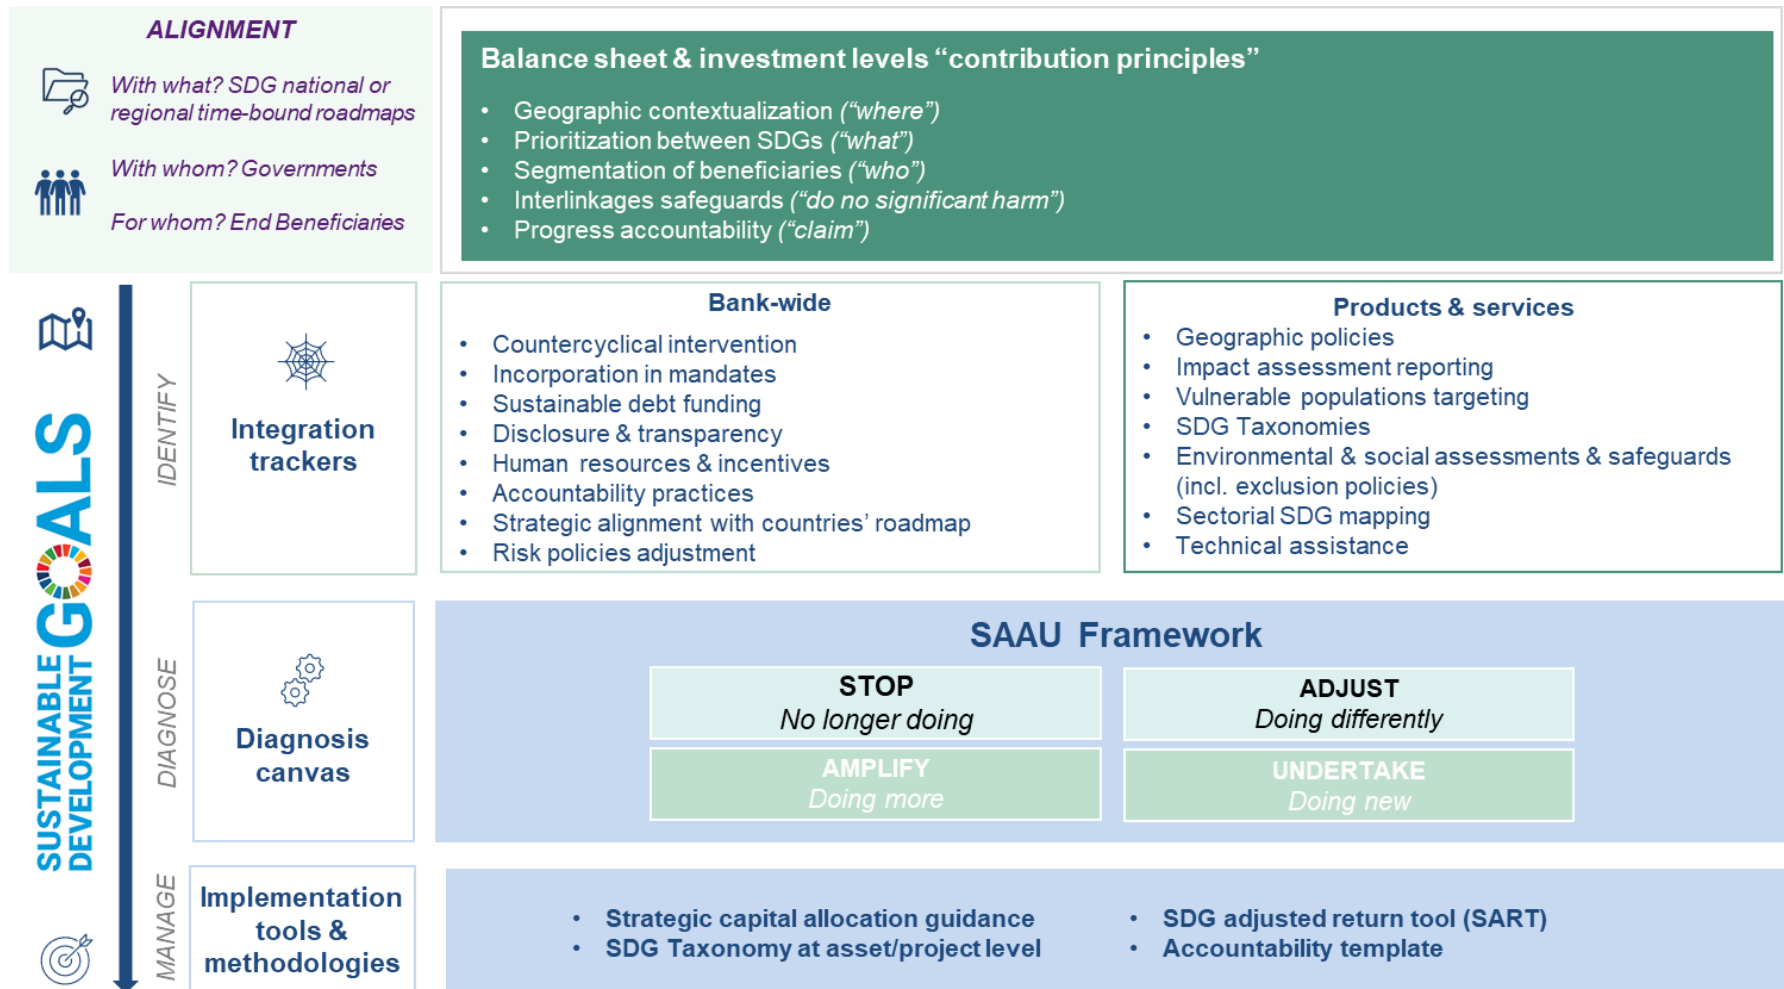 ALIGNMENT
With what? SDG national or
regional time-bound roadmaps
With whom? Governments
For whom? End Beneficiaries
Balance sheet & investment levels “contribution principles”
• Geographic contextualization (“where”)
• Prioritization between SDGs (“what”)
• Segmentation of beneficiaries (“who”)
• Interlinkages safeguards (“do no significant harm”)
• Progress accountability (“claim”)
SUSTAINABLE
DEVELOPMENT
GOALS
IDENTIFY
Integration
trackers
Bank-wide
• Countercyclical intervention
• Incorporation in mandates
• Sustainable debt funding
• Disclosure & transparency
• Human resources & incentives
• Accountability practices
• Strategic alignment with countries’ roadmap
• Risk policies adjustment
Products & services
• Geographic policies
• Impact assessment reporting
• Vulnerable populations targeting
• SDG Taxonomies
• Environmental & social assessments & safeguards
(incl. exclusion policies)
• Sectorial SDG mapping
• Technical assistance
DIAGNOSE
Diagnosis
canvas
SAAU Framework
STOP
No longer doing
ADJUST
Doing differently
AMPLIFY
Doing more
UNDERTAKE
Doing new
MANAGE
Implementation
tools &
methodologies
• Strategic capital allocation guidance
• SDG Taxonomy at asset/project level
• SDG adjusted return tool (SART)
• Accountability template